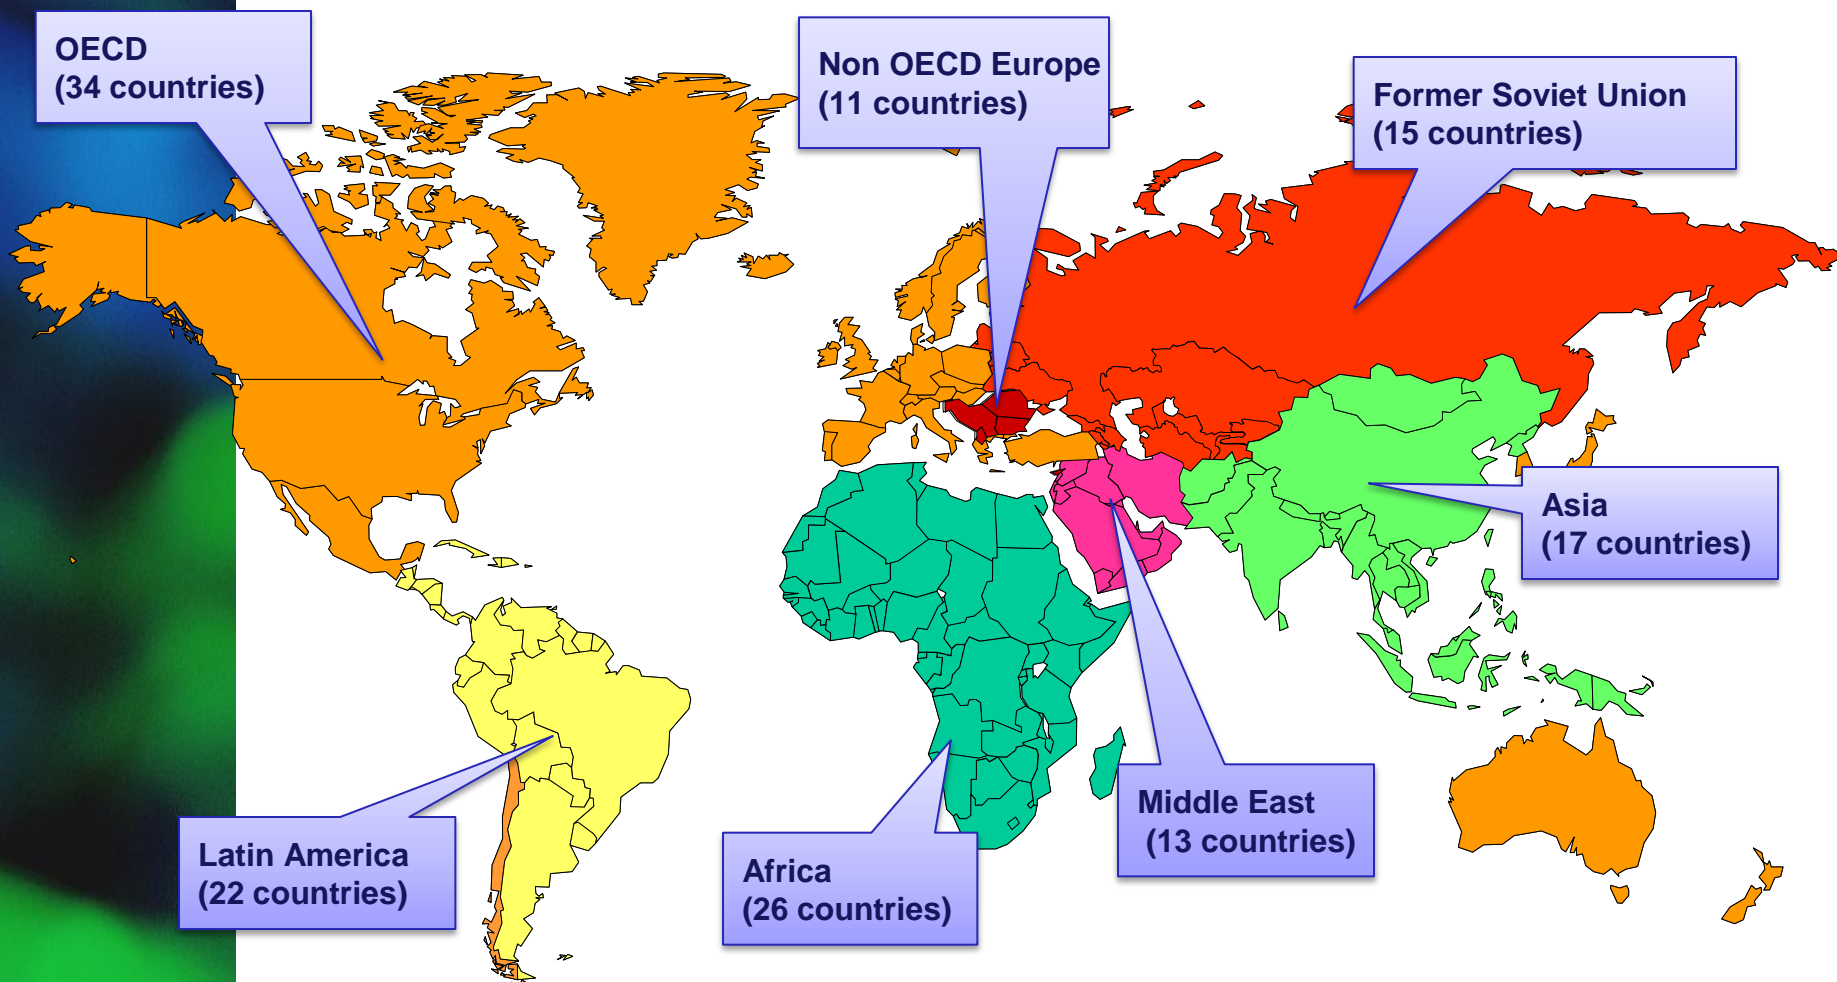 OECD
(34 countries)
Non OECD Europe
(11 countries)
Former Soviet Union
(15 countries)
Asia
(17 countries)
Middle East
(13 countries)
Latin America
(22 countries)
Africa
(26 countries)